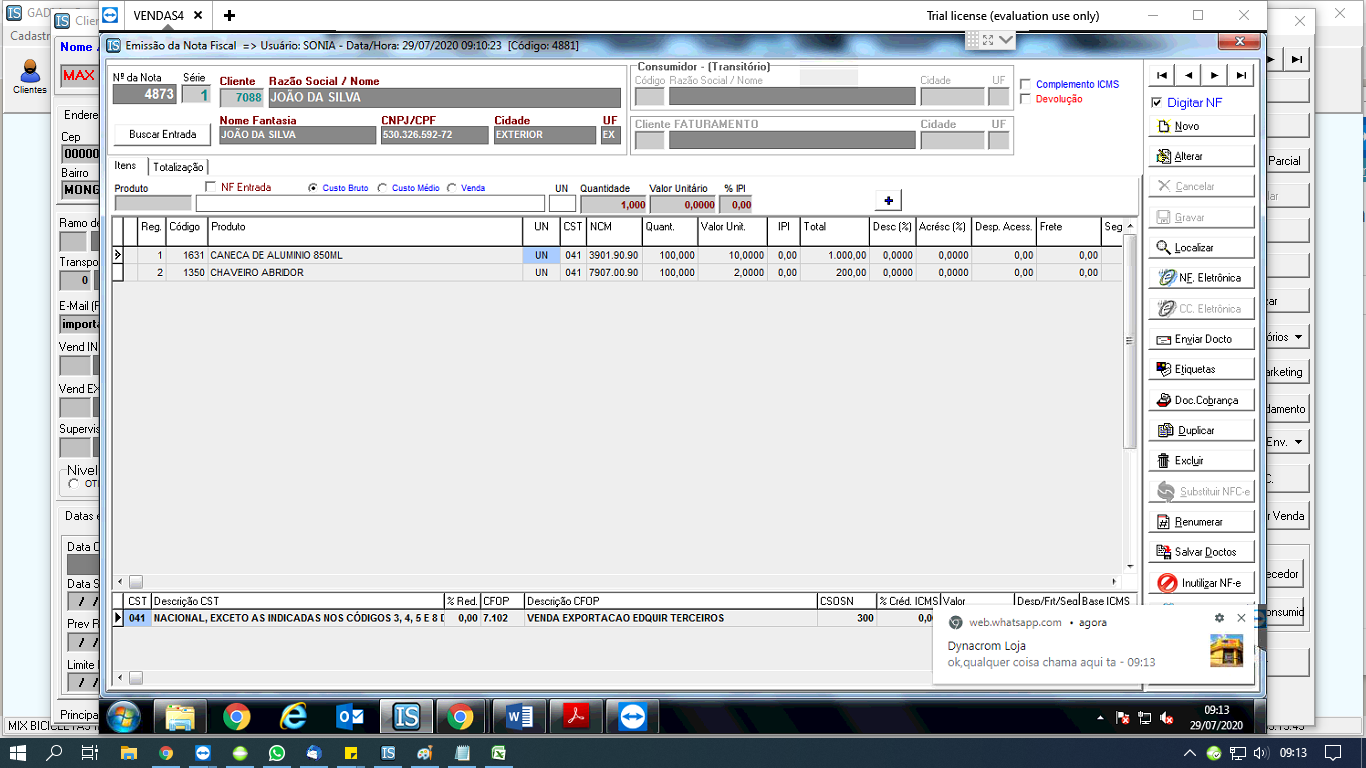 GAD
Cadastr
Clientes
Clie
Nome /
MAX
Endere
Cep
00000
Bairro
MONG
Ramo de
Transpo
0
E-Mail (F
importa
Vend IN
Vend EX
Supervis
Nivel
OTI
Datas e
Data C
Data S
/ /
Prev R
/ /
Limite
/ /
Principa
VENDAS4
Trial license (evaluation use only)
Emissão da Nota Fiscal => Usuário: SONIA - Data/Hora: 29/07/2020 09:10:23 [Código: 4881]
Nº da Nota Série Cliente Razão Social / Nome
4873 1 7088 JOÃO DA SILVA
Nome Fantasia CNPJ/CPF Cidade UF
Buscar Entrada JOÃO DA SILVA 530.326.592-72 EXTERIOR EX
Consumidor - (Transitório)
Código Razão Social / Nome Cidade UF
Cliente FATURAMENTO Cidade UF
Complemento ICMS
Devolução
Itens Totalização
Produto NF Entrada Custo Bruto Custo Médio Venda UN Quantidade Valor Unitário % IPI
1,000 0,0000 0,00
Reg. Código Produto UN CST NCM Quant. Valor Unit. IPI Total Desc (%) Acrésc (%) Desp. Acess. Frete Seg
1 1631 CANECA DE ALUMINIO 850ML UN 041 3901.90.90 100,000 10,0000 0,00 1.000,00 0,0000 0,0000 0,00 0,00
2 1350 CHAVEIRO ABRIDOR UN 041 7907.00.90 100,000 2,0000 0,00 200,00 0,0000 0,0000 0,00 0,00
CST Descrição CST % Red. CFOP Descrição CFOP CSOSN % Créd. ICMS Valor Desp/Frt/Seg Base ICMS
041 NACIONAL, EXCETO AS INDICADAS NOS CÓDIGOS 3, 4, 5 E 8 D 0,00 7.102 VENDA EXPORTACAO EDQUIR TERCEIROS 300 0,00
Digitar NF
Novo
Alterar
Cancelar
Gravar
Localizar
NF. Eletrônica
CC. Eletrônica
Enviar Docto
Etiquetas
Doc.Cobrança
Duplicar
Excluir
Substituir NFC-e
Renumerar
Salvar Doctos
Inutilizar NF-e
Parcial
lar
ar
órios
arketing
damento
Env.
C.
r Venda
ecedor
onsumid
web.whatsapp.com • agora
Dynacrom Loja
ok,qualquer coisa chama aqui ta - 09:13
09:13
29/07/2020
MIX BICICLETAS
09:13